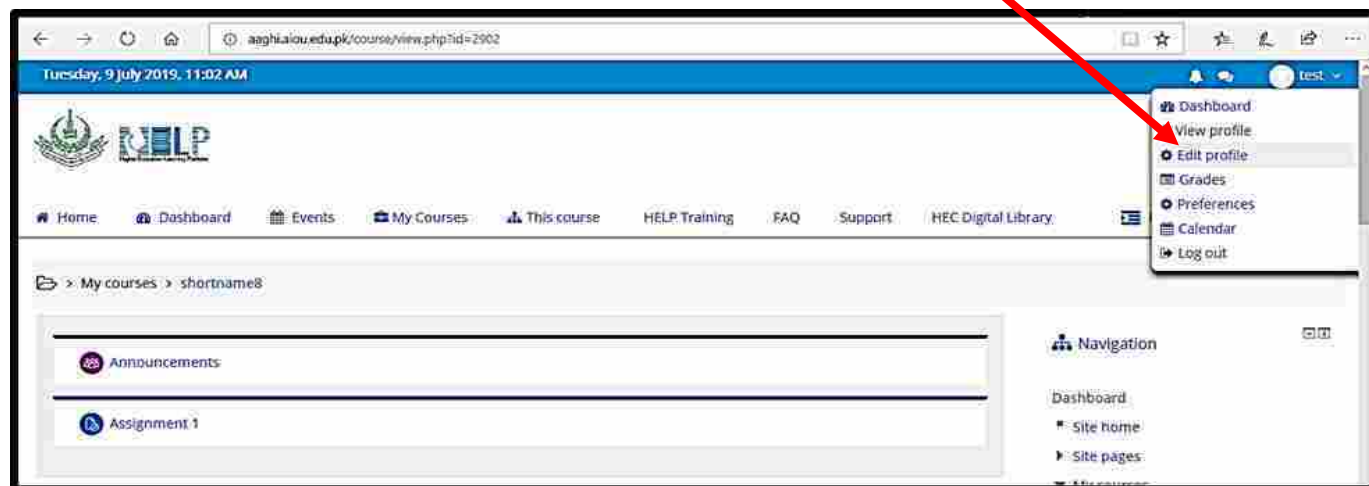 aaghi.aiou.edu.pk/course/view.php?id=2902
Tuesday, 9 July 2019, 11:02 AM
test
Dashboard
View profile
Edit profile
Grades
Preferences
Calendar
Log out
HELP
Home Dashboard Events My Courses This course HELP Training FAQ Support HEC Digital Library
> My courses > shortname8
Announcements
Assignment 1
Navigation
Dashboard
Site home
Site pages
My courses